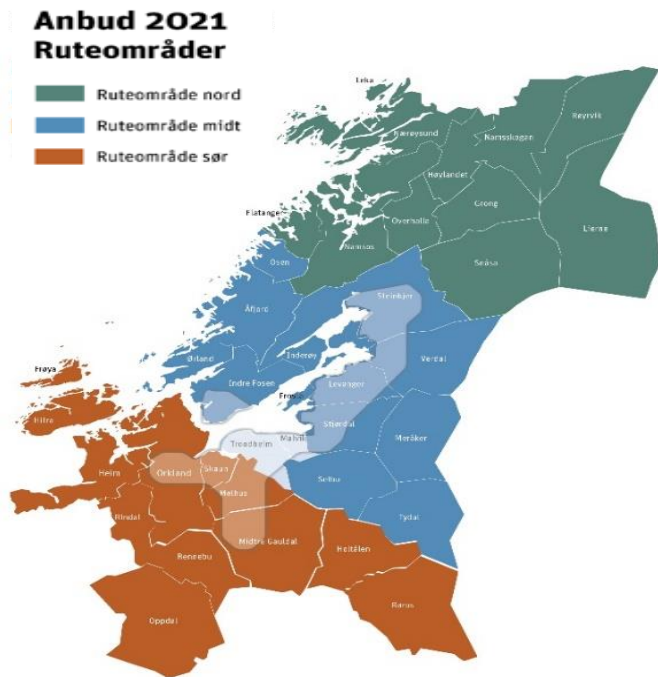 Anbud 2021
Ruteområder
Ruteområde nord
Ruteområde midt
Ruteområde sør
Leka
Nærøysund
Namsskogan
Røyrvik
Høylandet
Grong
Overhalla
Lierne
Flatanger
Namsos
Snåsa
Osen
Steinkjer
Åfjord
Ørland
Inderøy
Verdal
Indre Fosen
Levanger
Frosta
Frøya
Hitra
Stjørdal
Meråker
Trondheim
Malvik
Heim
Orkland
Skaun
Selbu
Melhus
Tydal
Rindal
Midtre Gauldal
Holtålen
Rennebu
Røros
Oppdal